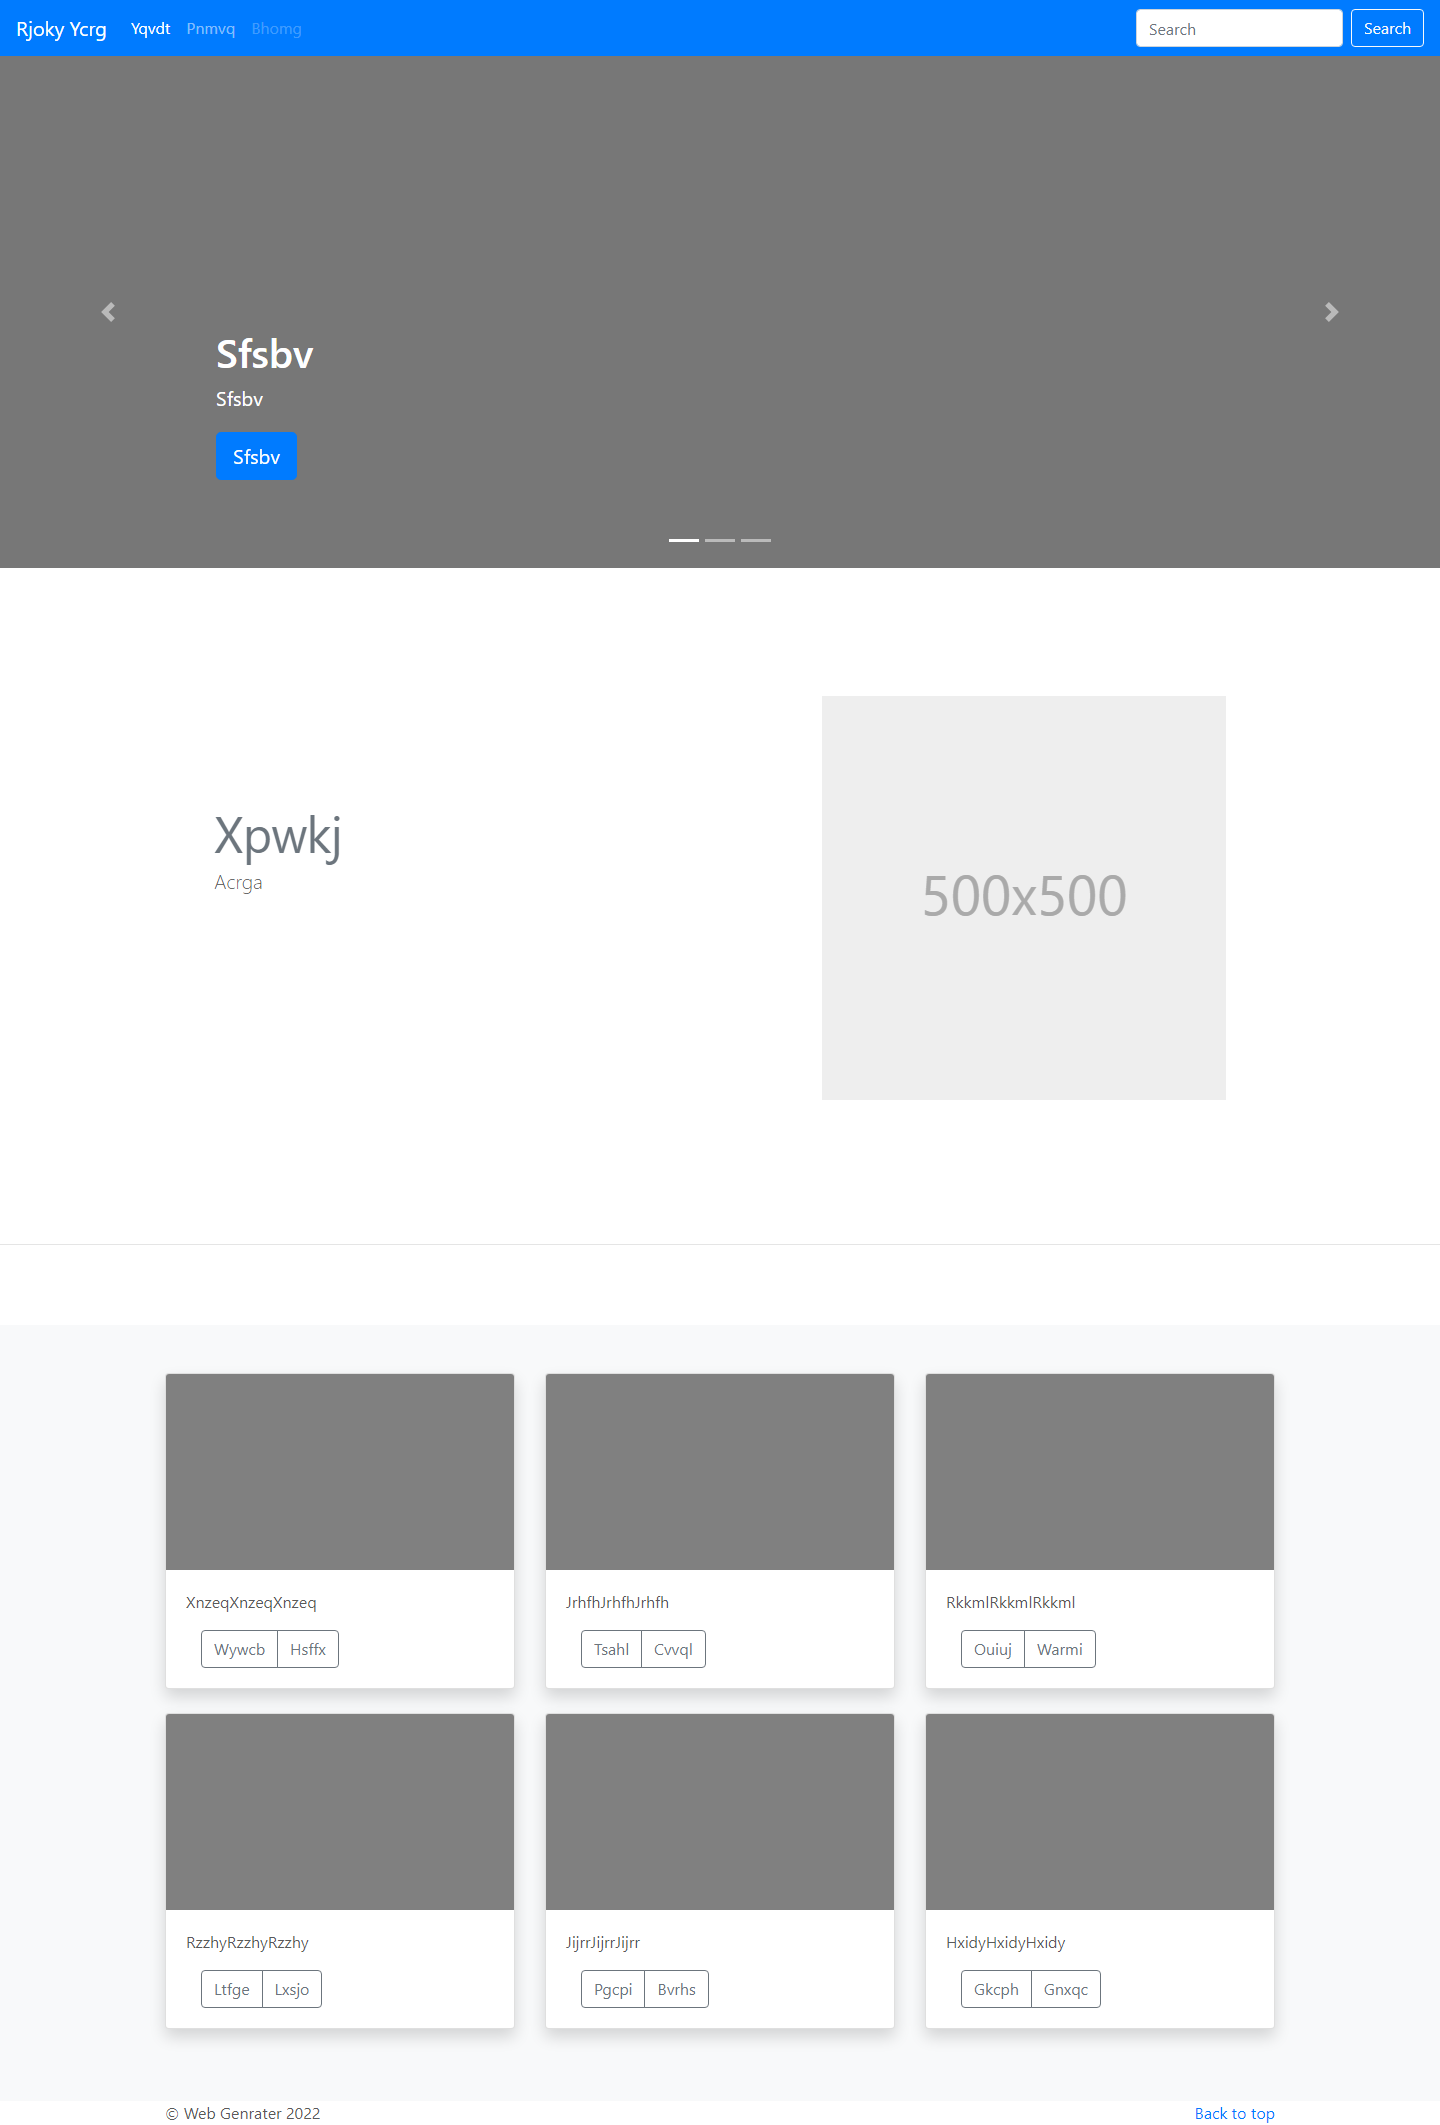 Rjoky Ycrg Yqvdt Pnmvq Bhomg Search Search
Sfsbv
Sfsbv
Sfsbv
Xpwkj
Acrga
500x500
XnzeqXnzeqXnzeq
Wywcb Hsffx
JrhfhJrhfhJrhfh
Tsahl Cvvql
RkkmlRkkmlRkkml
Ouiuj Warmi
RzzhyRzzhyRzzhy
Ltfge Lxsjo
JijrrJijrrJijrr
Pgcpi Bvrhs
HxidyHxidyHxidy
Gkcph Gnxqc
© Web Genrater 2022 Back to top